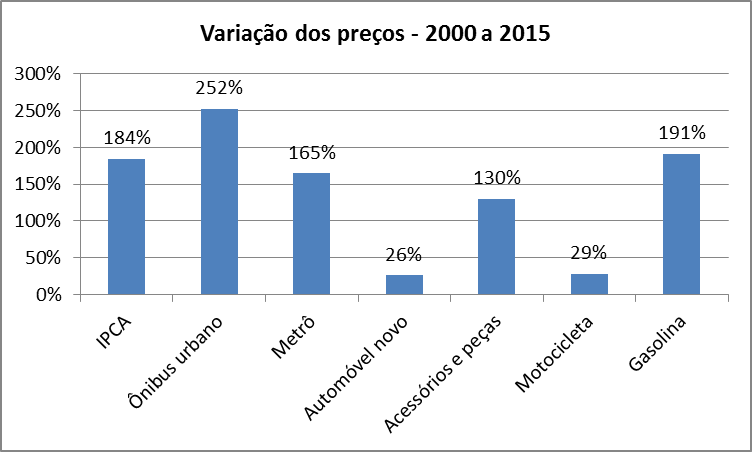 Variação dos preços - 2000 a 2015
300%
250%
200%
150%
100%
50%
0%
184%
252%
165%
26%
130%
29%
191%
IPCA
Ônibus urbano
Metrô
Automóvel novo
Acessórios e peças
Motocicleta
Gasolina